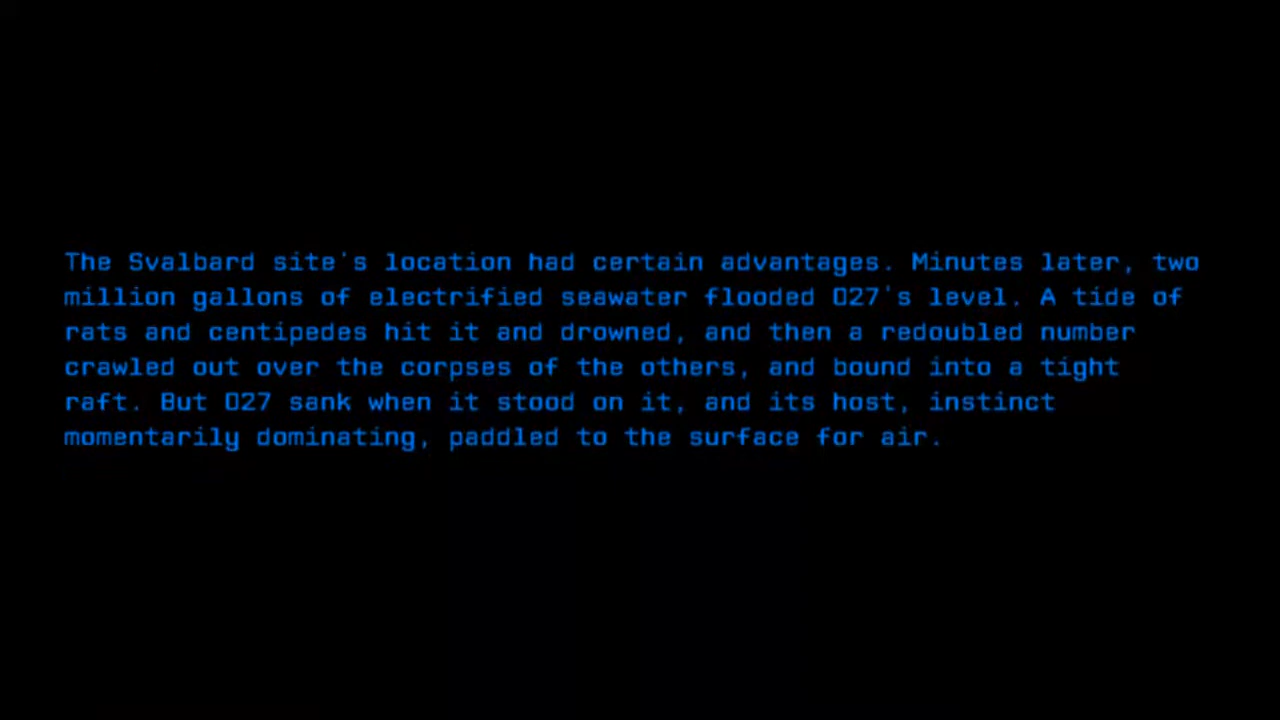 The Svalbard site's location had certain advantages. Minutes later, two
million gallons of electrified seawater flooded 027's level. A tide of
rats and centipedes hit it and drowned, and then a redoubled number
crawled out over the corpses of the others, and bound into a tight
raft. But 027 sank when it stood on it, and its host, instinct
momentarily dominating, paddled to the surface for air.